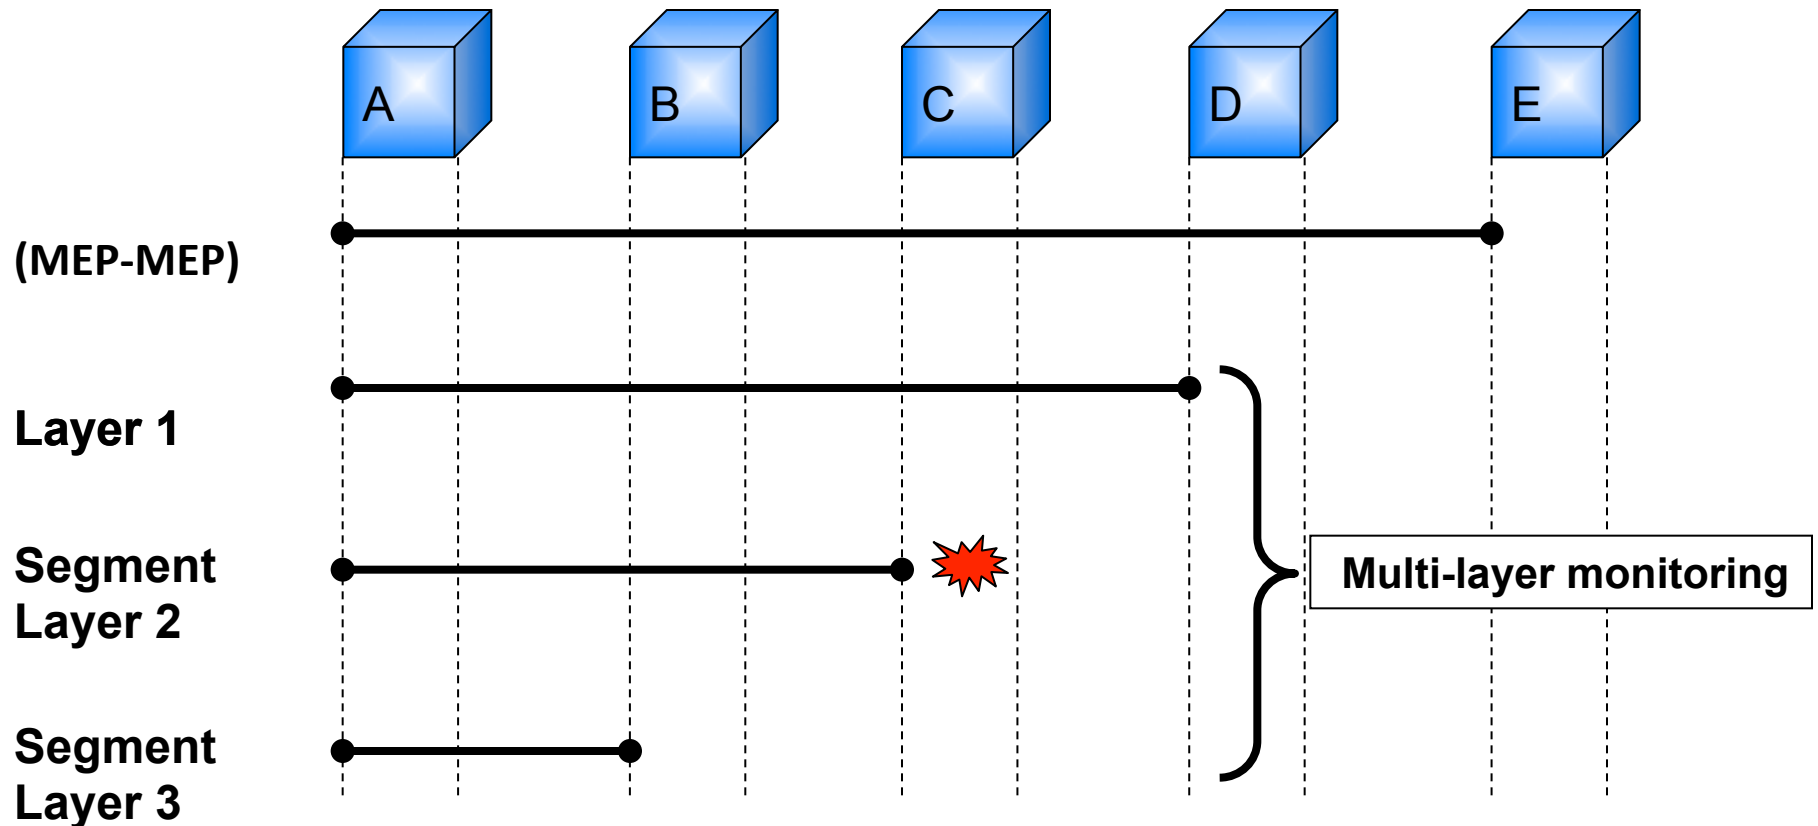 A
B
C
D
E
(MEP-MEP)
Layer 1
Segment
Layer 2
Multi-layer monitoring
Segment
Layer 3